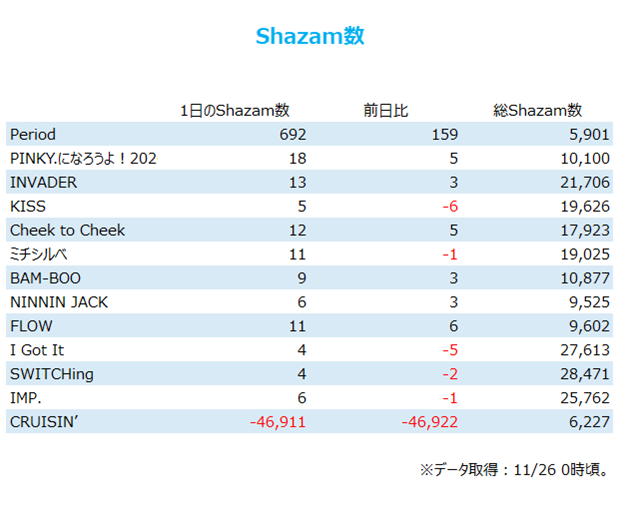 Shazam数
1日のShazam数 前日比 総Shazam数
Period 692 159 5,901
PINKY.になろうよ！202 18 5 10,100
INVADER 13 3 21,706
KISS 5 -6 19,626
Cheek to Cheek 12 5 17,923
ミチシルベ 11 -1 19,025
BAM-BOO 9 3 10,877
NINNIN JACK 6 3 9,525
FLOW 11 6 9,602
I Got It 4 -5 27,613
SWITCHing 4 -2 28,471
IMP. 6 -1 25,762
CRUISIN’ -46,911 -46,922 6,227
※データ取得：11/26 0時頃。